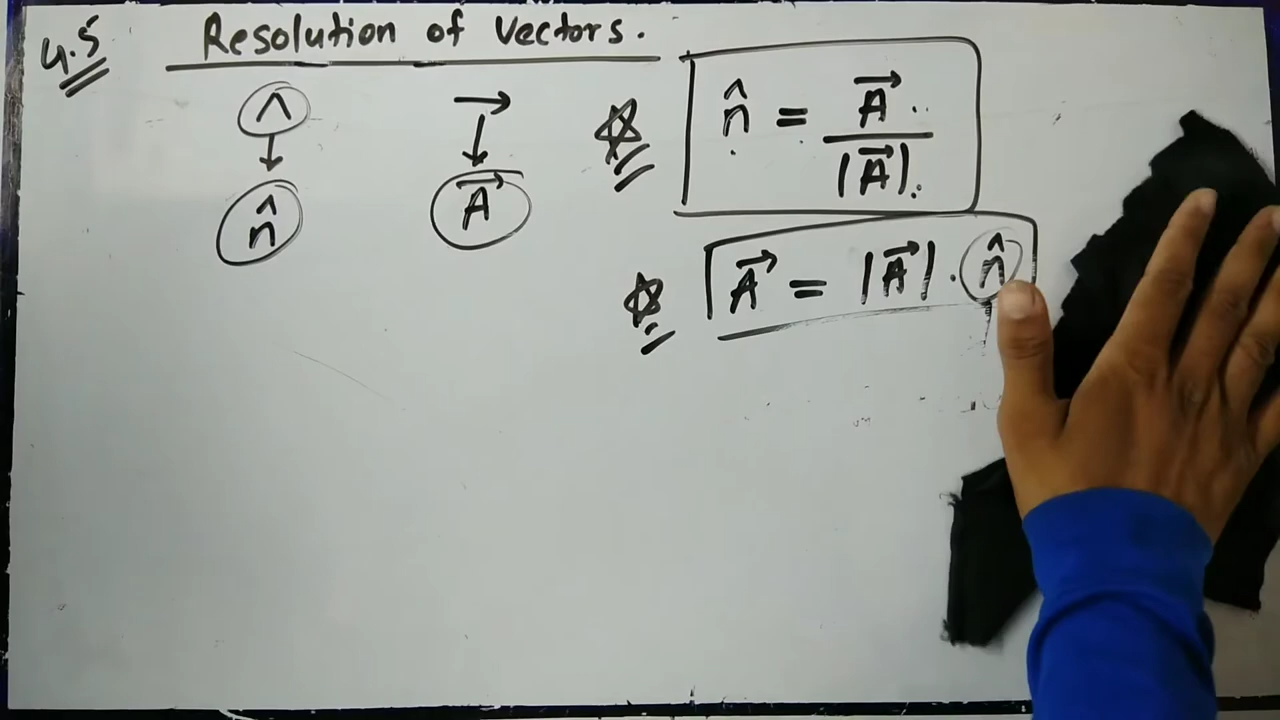 4.5 Resolution of Vectors.
^ →
↓ ↓
n̂ A⃗
☆ n̂ = A⃗ / |A⃗|.
☆ A⃗ = |A⃗| . n̂